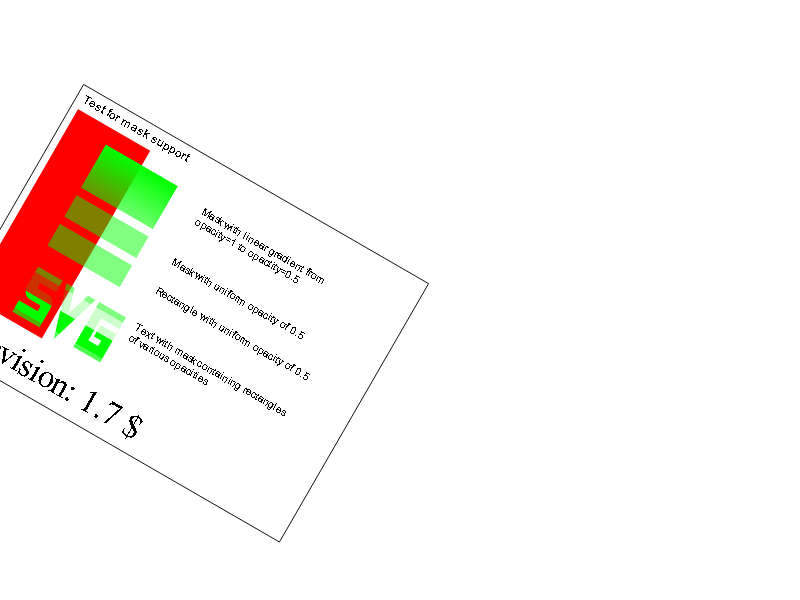 Test for mask support
Mask with linear gradient from
opacity=1 to opacity=0.5
Mask with uniform opacity of 0.5
Rectangle with uniform opacity of 0.5
SVG
Text with mask containing rectangles
of various opacities
vision: 1.7 $